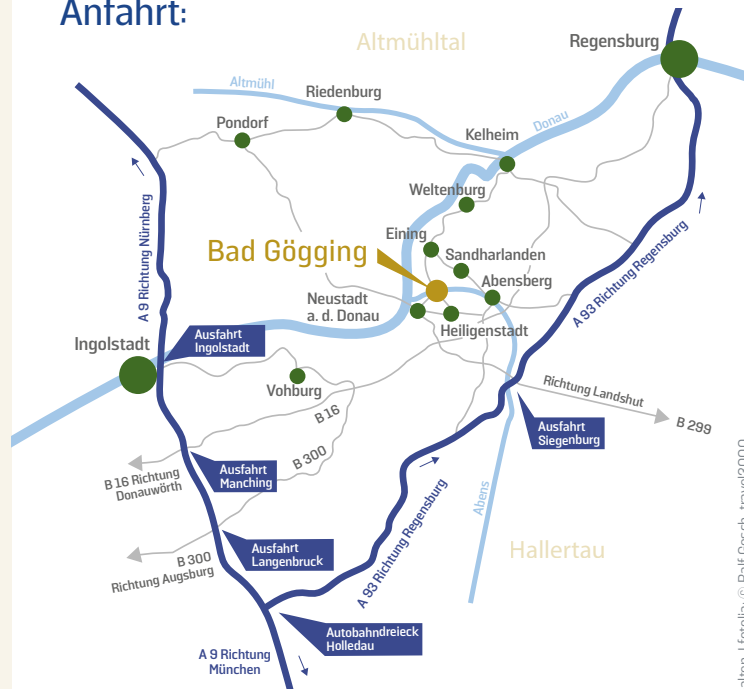 Anfahrt:
Altmühltal
Regensburg
Altmühl
Riedenburg
Donau
Pondorf
Kelheim
Weltenburg
A 9 Richtung Nürnberg
Eining
Bad Gögging
Sandharlanden
Abensberg
A 93 Richtung Regensburg
Neustadt
a. d. Donau
Heiligenstadt
Ausfahrt
Ingolstadt
Ingolstadt
Vohburg
Richtung Landshut
B 299
B 16
Ausfahrt
Siegenburg
B 300
Ausfahrt
Manching
B 16 Richtung
Donauwörth
Abens
A 93 Richtung Regensburg
Hallertau
Ausfahrt
Langenbruck
B 300
Richtung Augsburg
Autobahndreieck
Holledau
A 9 Richtung
München